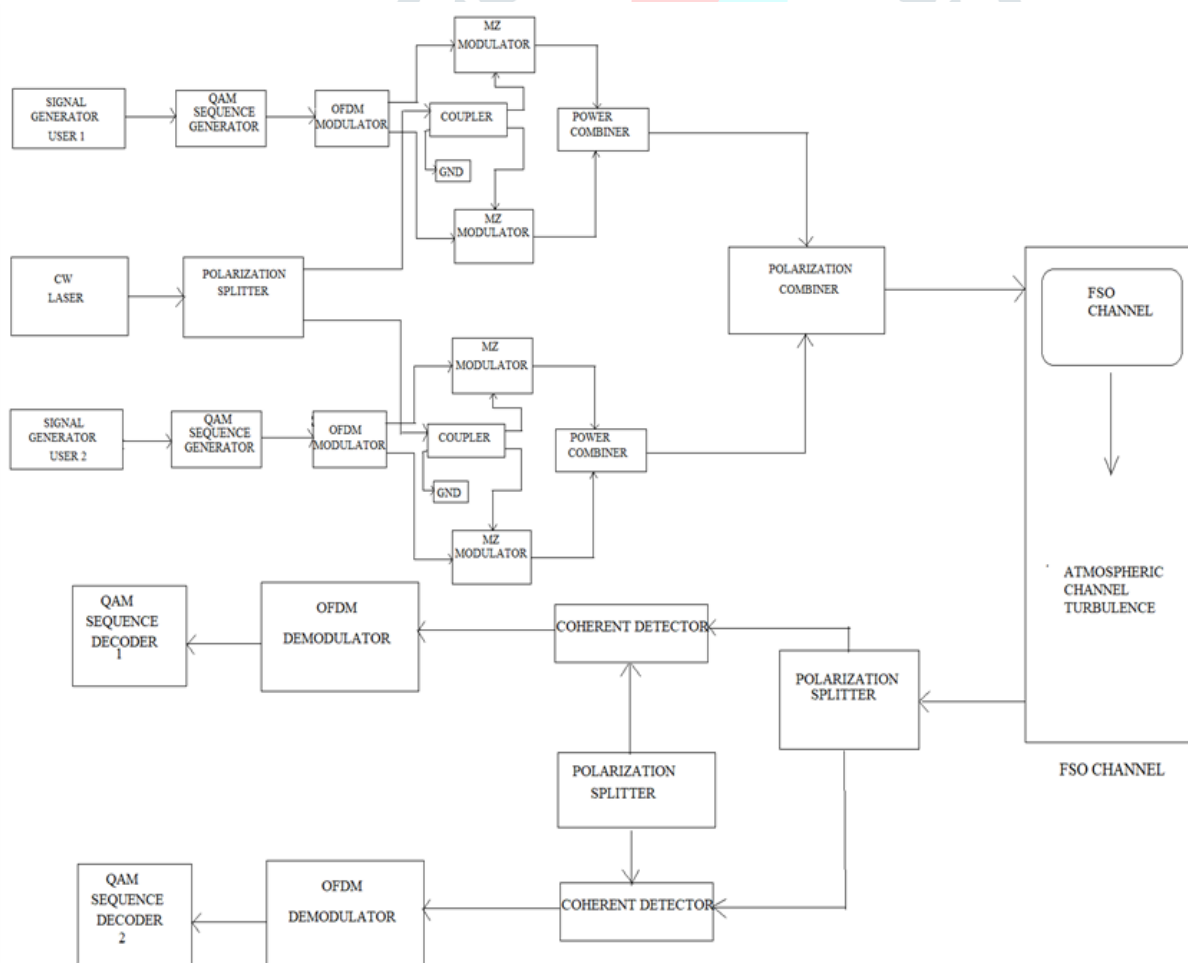 MZ
MODULATOR
SIGNAL
GENERATOR
USER 1
QAM
SEQUENCE
GENERATOR
OFDM
MODULATOR
COUPLER
GND
POWER
COMBINER
MZ
MODULATOR
CW
LASER
POLARIZATION
SPLITTER
POLARIZATION
COMBINER
FSO
CHANNEL
MZ
MODULATOR
SIGNAL
GENERATOR
USER 2
QAM
SEQUENCE
GENERATOR
OFDM
MODULATOR
COUPLER
GND
POWER
COMBINER
MZ
MODULATOR
ATMOSPHERIC
CHANNEL
TURBULENCE
QAM
SEQUENCE
DECODER
1
OFDM
DEMODULATOR
COHERENT DETECTOR
POLARIZATION
SPLITTER
FSO CHANNEL
POLARIZATION
SPLITTER
QAM
SEQUENCE
DECODER
2
OFDM
DEMODULATOR
COHERENT DETECTOR